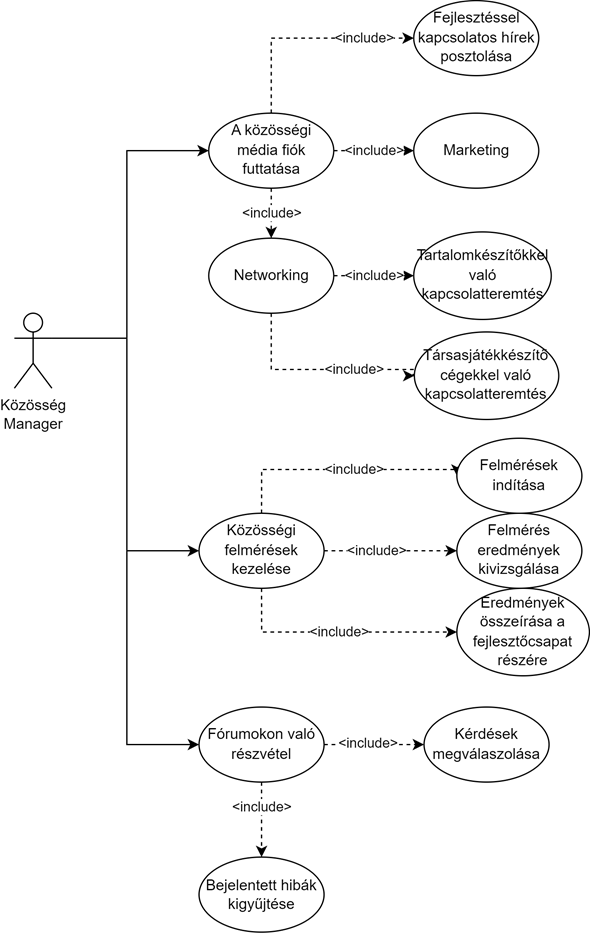 Fejlesztéssel
kapcsolatos hírek
posztolása
<include>
A közösségi
média fiók
futtatása
<include>
Marketing
<include>
Networking
<include>
Tartalomkészítőkkel
való
kapcsolatteremtés
<include>
Társasjátékkészítő
cégekkel való
kapcsolatteremtés
Közösség
Manager
<include>
Felmérések
indítása
Közösségi
felmérések
kezelése
<include>
Felmérés
eredmények
kivizsgálása
<include>
Eredmények
összeírása a
fejlesztőcsapat
részére
Fórumokon való
részvétel
<include>
Kérdések
megválaszolása
<include>
Bejelentett hibák
kigyűjtése